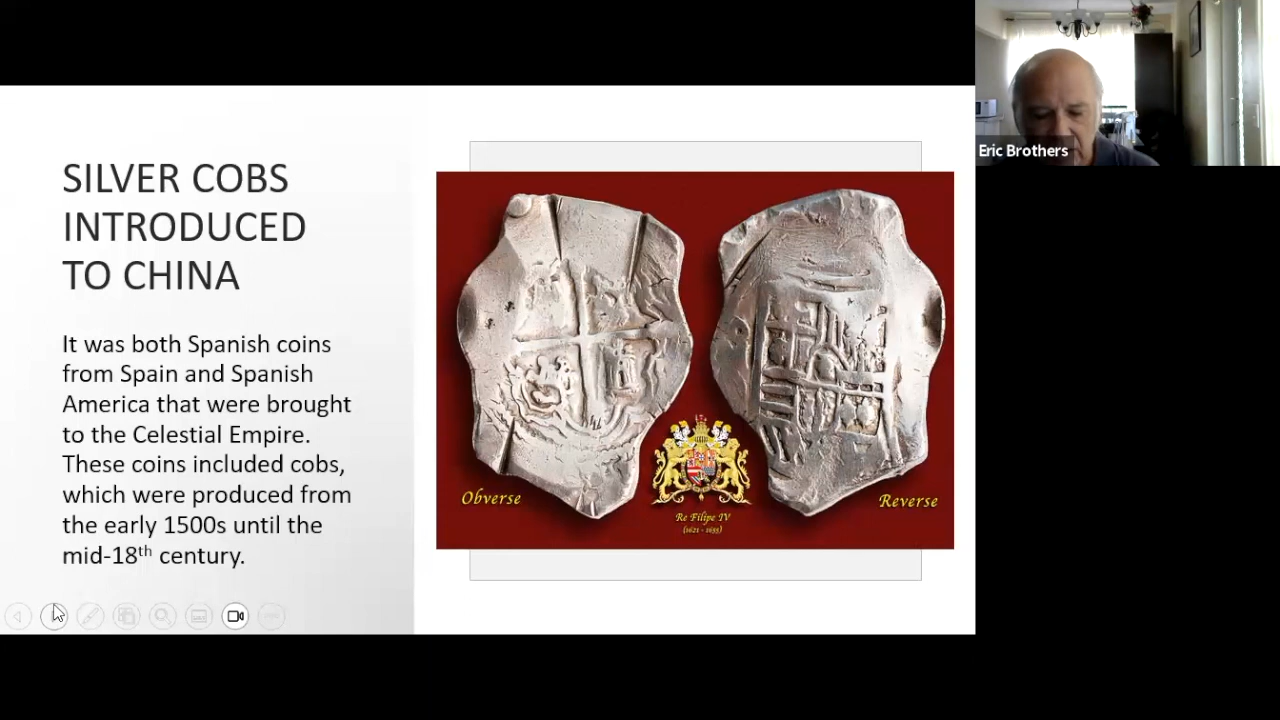 SILVER COBS
INTRODUCED
TO CHINA
It was both Spanish coins
from Spain and Spanish
America that were brought
to the Celestial Empire.
These coins included cobs,
which were produced from
the early 1500s until the
mid-18th century.
Obverse
Reverse
Re Filipe IV
Eric Brothers